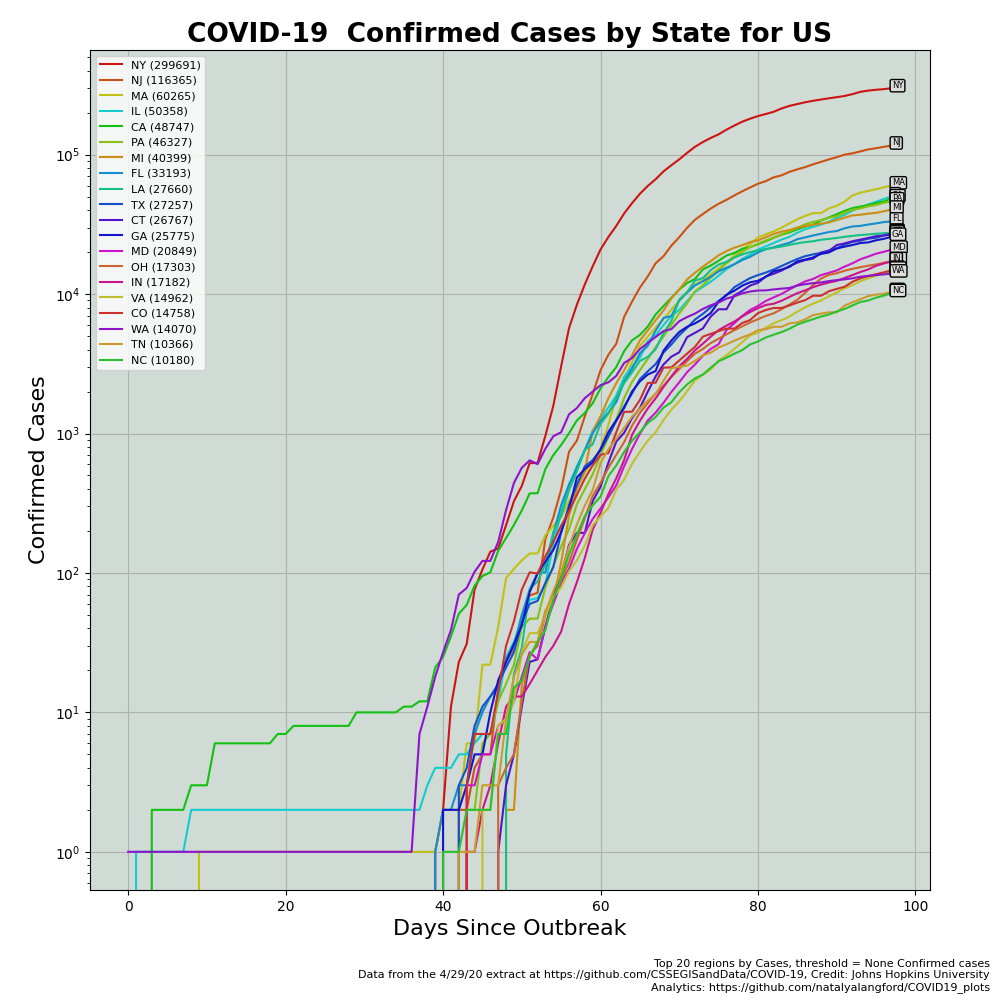 COVID-19  Confirmed Cases by State for US
NY (299691)
NJ (116365)
MA (60265)
IL (50358)
CA (48747)
PA (46327)
MI (40399)
FL (33193)
LA (27660)
TX (27257)
CT (26767)
GA (25775)
MD (20849)
OH (17303)
IN (17182)
VA (14962)
CO (14758)
WA (14070)
TN (10366)
NC (10180)
NY
NJ
MA
PA
MI
FL
GA
MD
WA
NC
10^5
10^4
10^3
10^2
10^1
10^0
Confirmed Cases
0 20 40 60 80 100
Days Since Outbreak
Top 20 regions by Cases, threshold = None Confirmed cases
Data from the 4/29/20 extract at https://github.com/CSSEGISandData/COVID-19, Credit: Johns Hopkins University
Analytics: https://github.com/natalyalangford/COVID19_plots